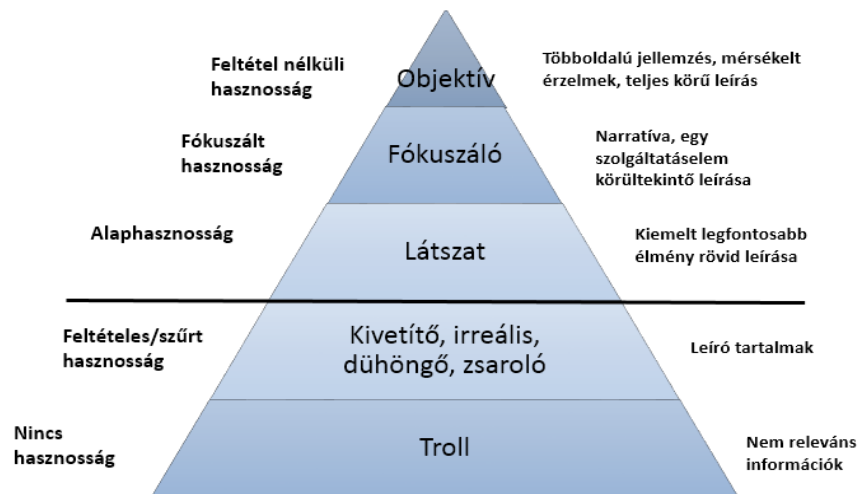 Feltétel nélküli
hasznosság
Objektív
Többoldalú jellemzés, mérsékelt
érzelmek, teljes körű leírás
Fókuszált
hasznosság
Fókuszáló
Narratíva, egy
szolgáltatáselem
körültekintő leírása
Alaphasznosság
Látszat
Kiemelt legfontosabb
élmény rövid leírása
Feltételes/szűrt
hasznosság
Kivetítő, irreális,
dühöngő, zsaroló
Leíró tartalmak
Nincs
hasznosság
Troll
Nem releváns
információk